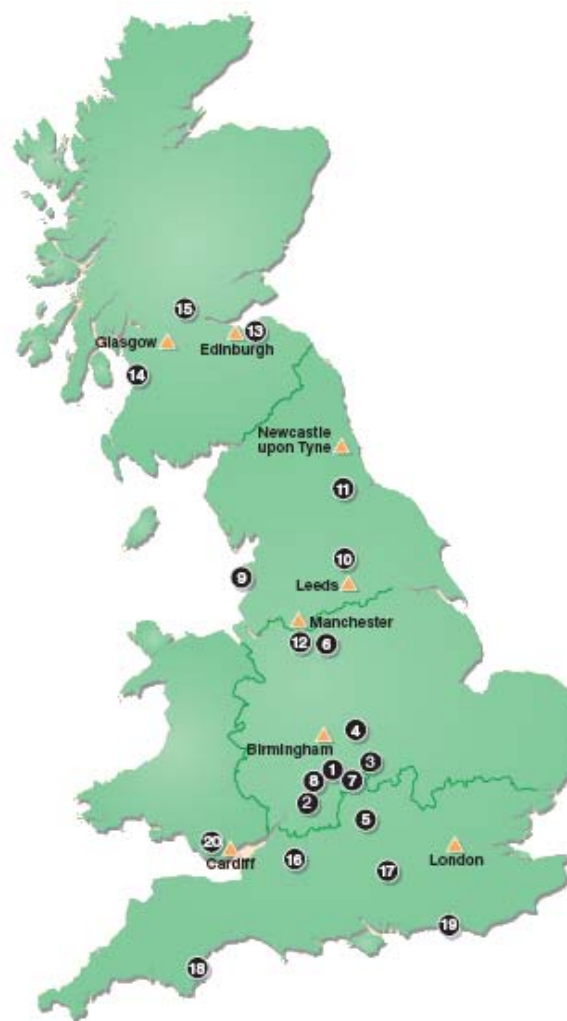 15
13
Glasgow
Edinburgh
14
Newcastle
upon Tyne
11
10
9
Leeds
Manchester
12
6
4
Birmingham
3
1
8
7
2
5
20
Cardiff
16
London
17
19
18